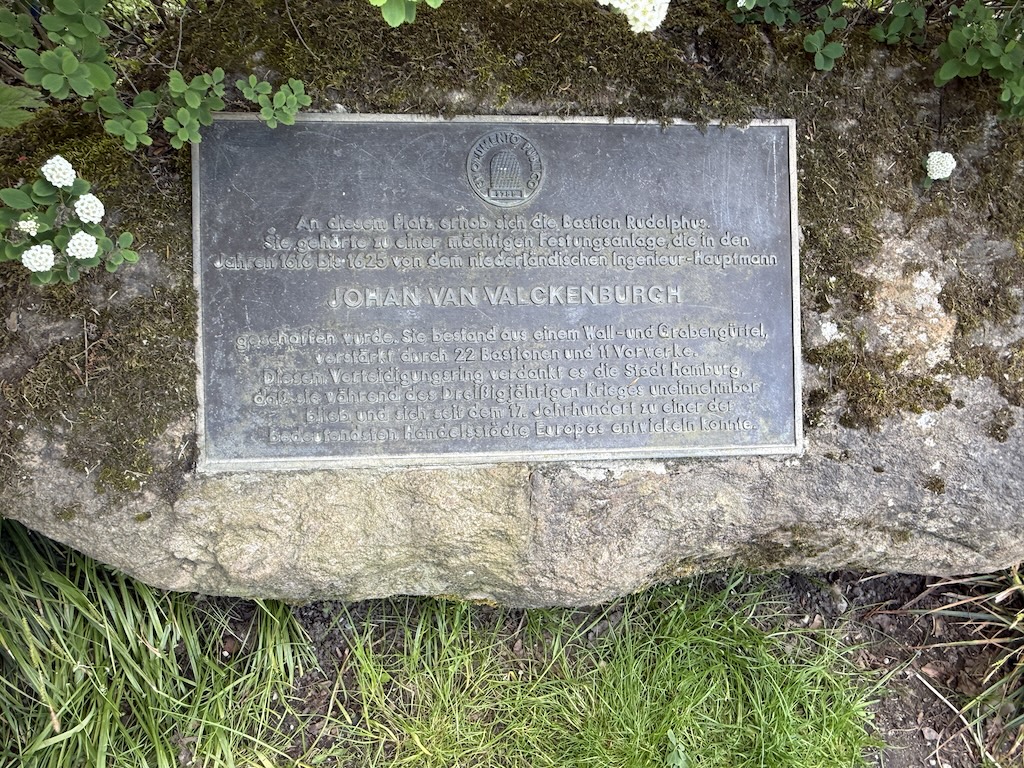 EMOLUMENTO PUBLICO
An diesem Platz erhob sich die Bastion Rudolphus.
Sie gehörte zu einer mächtigen Festungsanlage, die in den
Jahren 1616 bis 1625 von dem niederländischen Ingenieur-Hauptmann
JOHAN VAN VALCKENBURGH
geschaffen wurde. Sie bestand aus einem Wall-und Grabengürtel,
verstärkt durch 22 Bastionen und 11 Vorwerke.
Diesem Verteidigungsring verdankt es die Stadt Hamburg,
daß sie während des Dreißigjährigen Krieges uneinnehmbar
blieb und sich seit dem 17. Jahrhundert zu einer der
bedeutendsten Handelsstädte Europas entwickeln konnte.